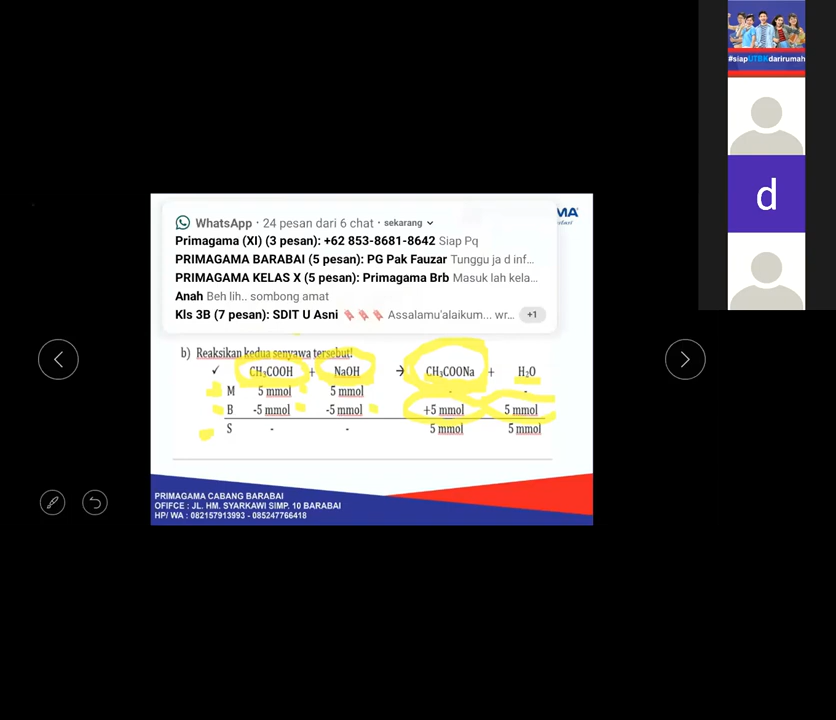 #siapUTBKdarirumah
d
MA
WhatsApp · 24 pesan dari 6 chat · sekarang
Primagama (XI) (3 pesan): +62 853-8681-8642 Siap Pq
PRIMAGAMA BARABAI (5 pesan): PG Pak Fauzar Tunggu ja d inf...
PRIMAGAMA KELAS X (5 pesan): Primagama Brb Masuk lah kela...
Anah Beh lih.. sombong amat
Kls 3B (7 pesan): SDIT U Asni 🔖🔖🔖 Assalamu'alaikum... wr... +1
b) Reaksikan kedua senyawa tersebut!
✓ CH₃COOH + NaOH → CH₃COONa + H₂O
M 5 mmol 5 mmol - -
B -5 mmol -5 mmol +5 mmol 5 mmol
S - - 5 mmol 5 mmol
PRIMAGAMA CABANG BARABAI
OFIFCE : JL. HM. SYARKAWI SIMP. 10 BARABAI
HP/ WA : 082157913993 - 085247766418